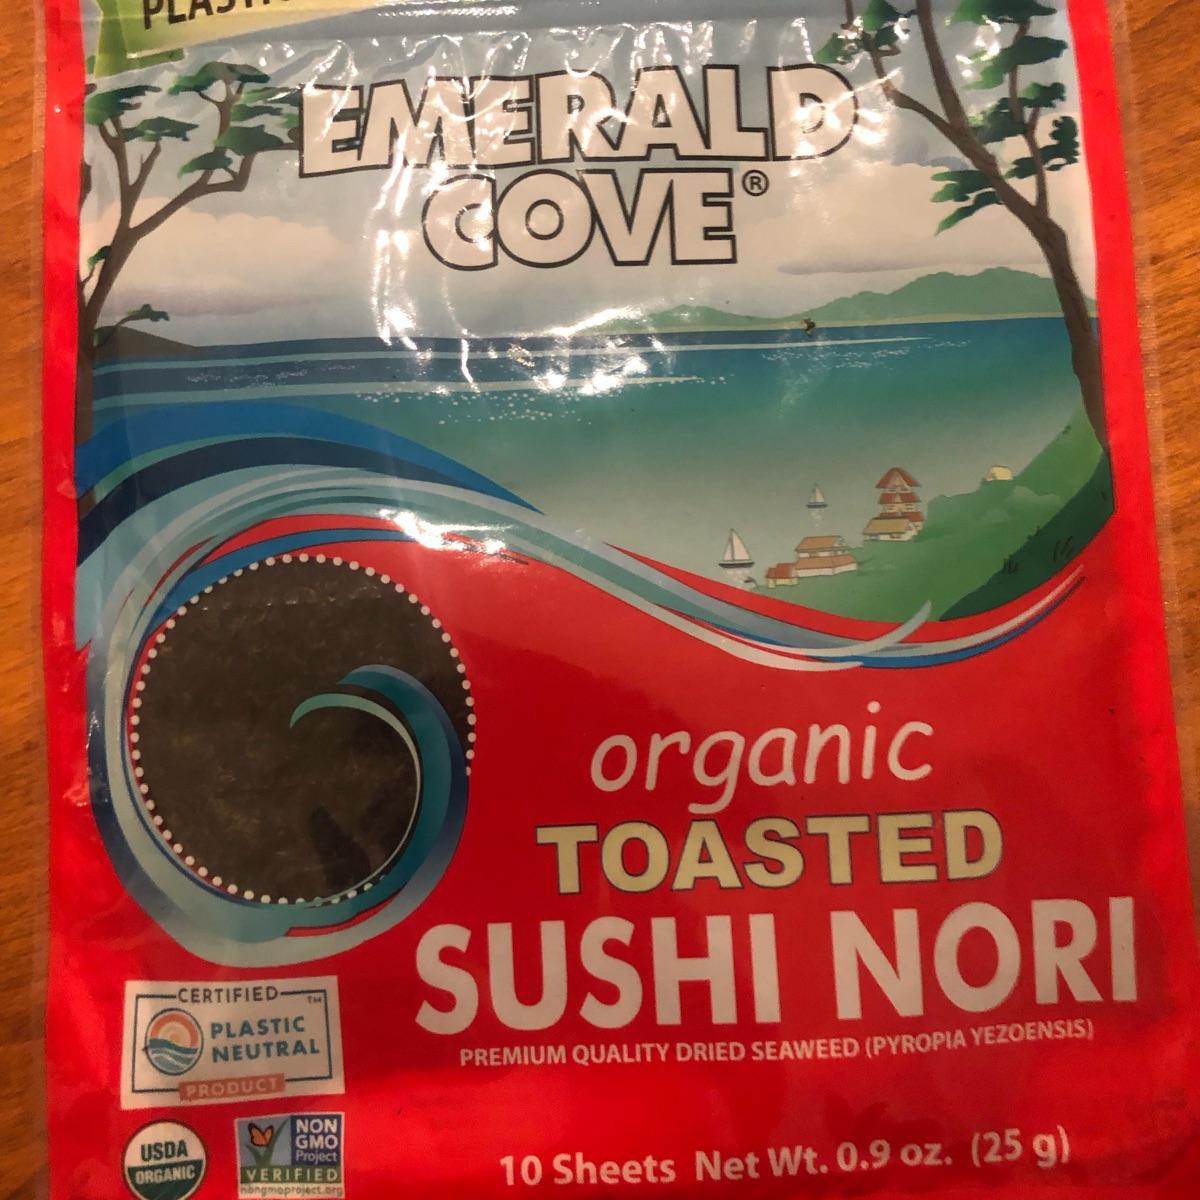 EMERALD
COVE®
organic
TOASTED
SUSHI NORI
PREMIUM QUALITY DRIED SEAWEED (PYROPIA YEZOENSIS)
CERTIFIED ™
PLASTIC
NEUTRAL
PRODUCT
USDA
ORGANIC
NON
GMO
Project
VERIFIED
nongmoproject.org
10 Sheets Net Wt. 0.9 oz. (25 g)